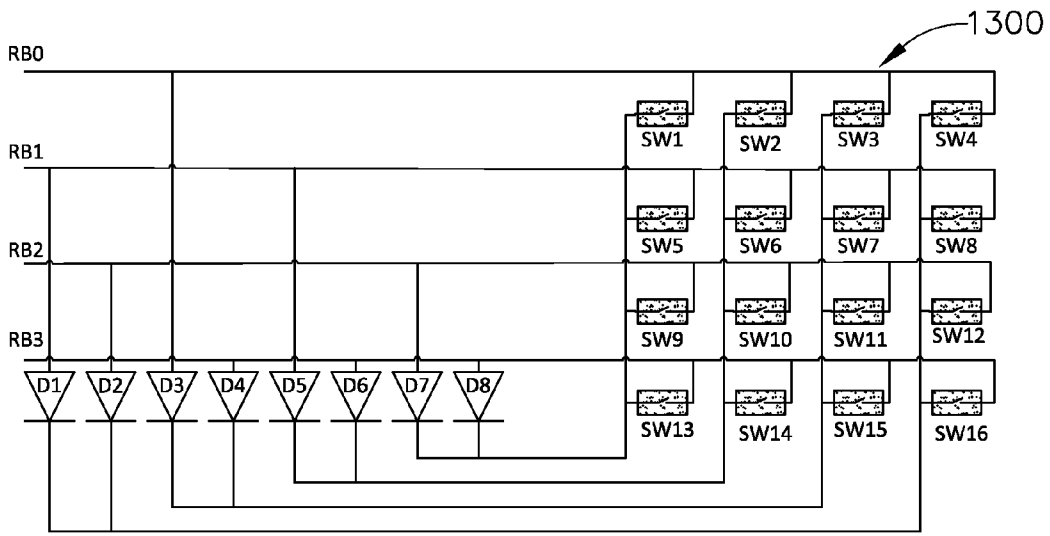 1300
RB0
SW1 SW2 SW3 SW4
RB1
SW5 SW6 SW7 SW8
RB2
SW9 SW10 SW11 SW12
RB3
D1 D2 D3 D4 D5 D6 D7 D8
SW13 SW14 SW15 SW16